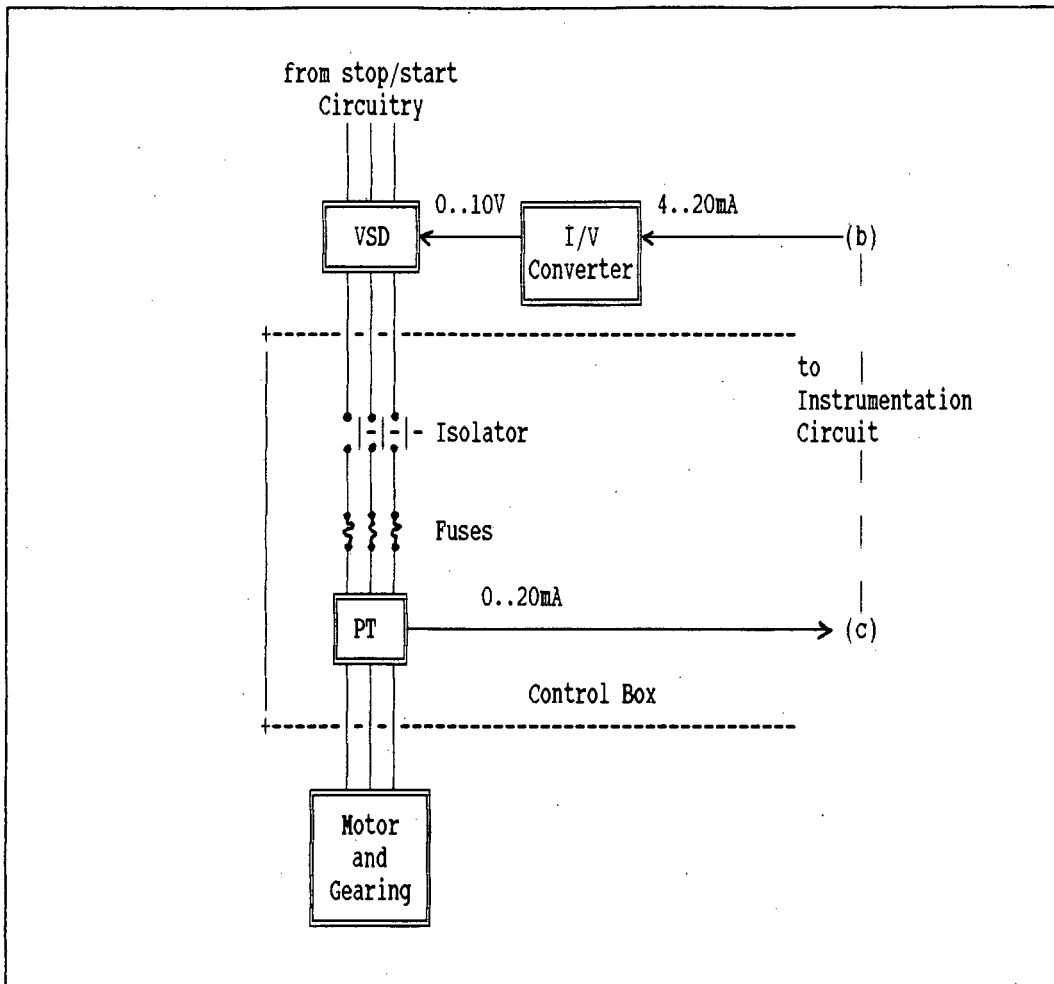 from stop/start
Circuitry
0..10V
4..20mA
VSD
I/V
Converter
(b)
to
Instrumentation
Circuit
Isolator
Fuses
0..20mA
PT
(c)
Control Box
Motor
and
Gearing